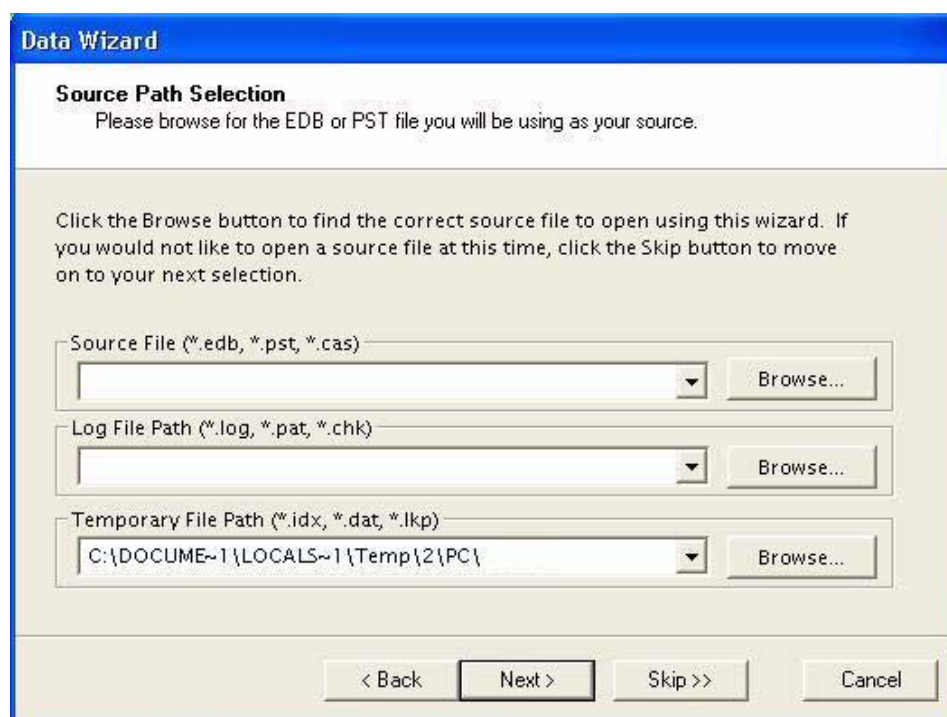 Data Wizard
Source Path Selection
Please browse for the EDB or PST file you will be using as your source.
Click the Browse button to find the correct source file to open using this wizard. If
you would not like to open a source file at this time, click the Skip button to move
on to your next selection.
Source File (*.edb, *.pst, *.cas)
Browse...
Log File Path (*.log, *.pat, *.chk)
Browse...
Temporary File Path (*.idx, *.dat, *.lkp)
C:\DOCUME~1\LOCALS~1\Temp\2\PC\
Browse...
< Back Next > Skip >> Cancel